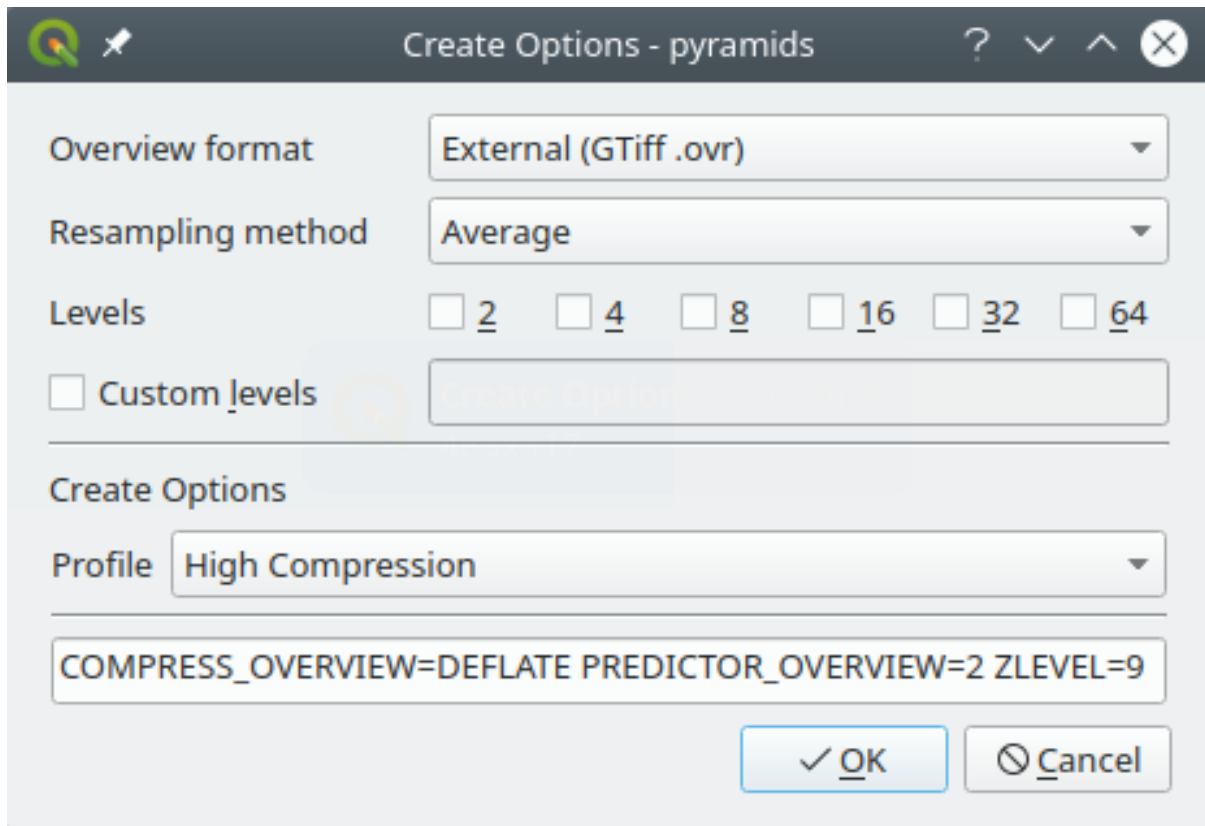 Create Options - pyramids
Overview format External (GTiff .ovr)
Resampling method Average
Levels 2 4 8 16 32 64
Custom levels
Create Options
Profile High Compression
COMPRESS_OVERVIEW=DEFLATE PREDICTOR_OVERVIEW=2 ZLEVEL=9
OK Cancel